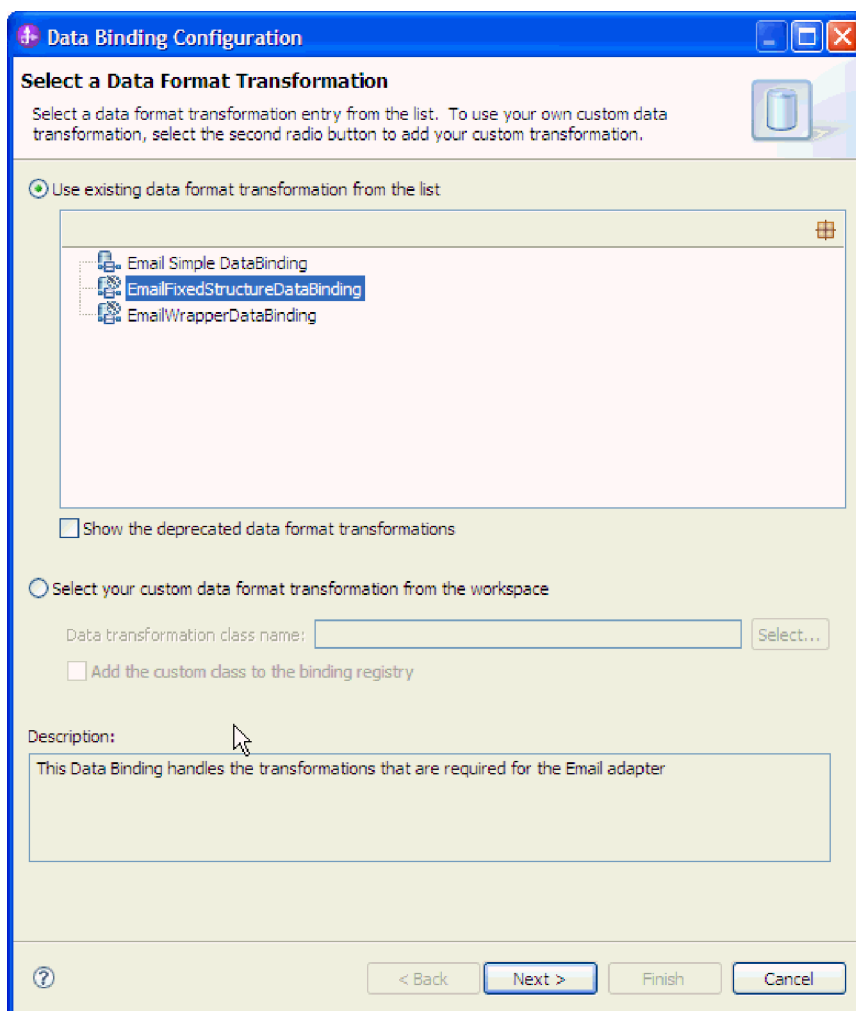 Data Binding Configuration
Select a Data Format Transformation
Select a data format transformation entry from the list. To use your own custom data
transformation, select the second radio button to add your custom transformation.
Use existing data format transformation from the list
Email Simple DataBinding
EmailFixedStructureDataBinding
EmailWrapperDataBinding
Show the deprecated data format transformations
Select your custom data format transformation from the workspace
Data transformation class name:
Select...
Add the custom class to the binding registry
Description:
This Data Binding handles the transformations that are required for the Email adapter
?
< Back
Next >
Finish
Cancel